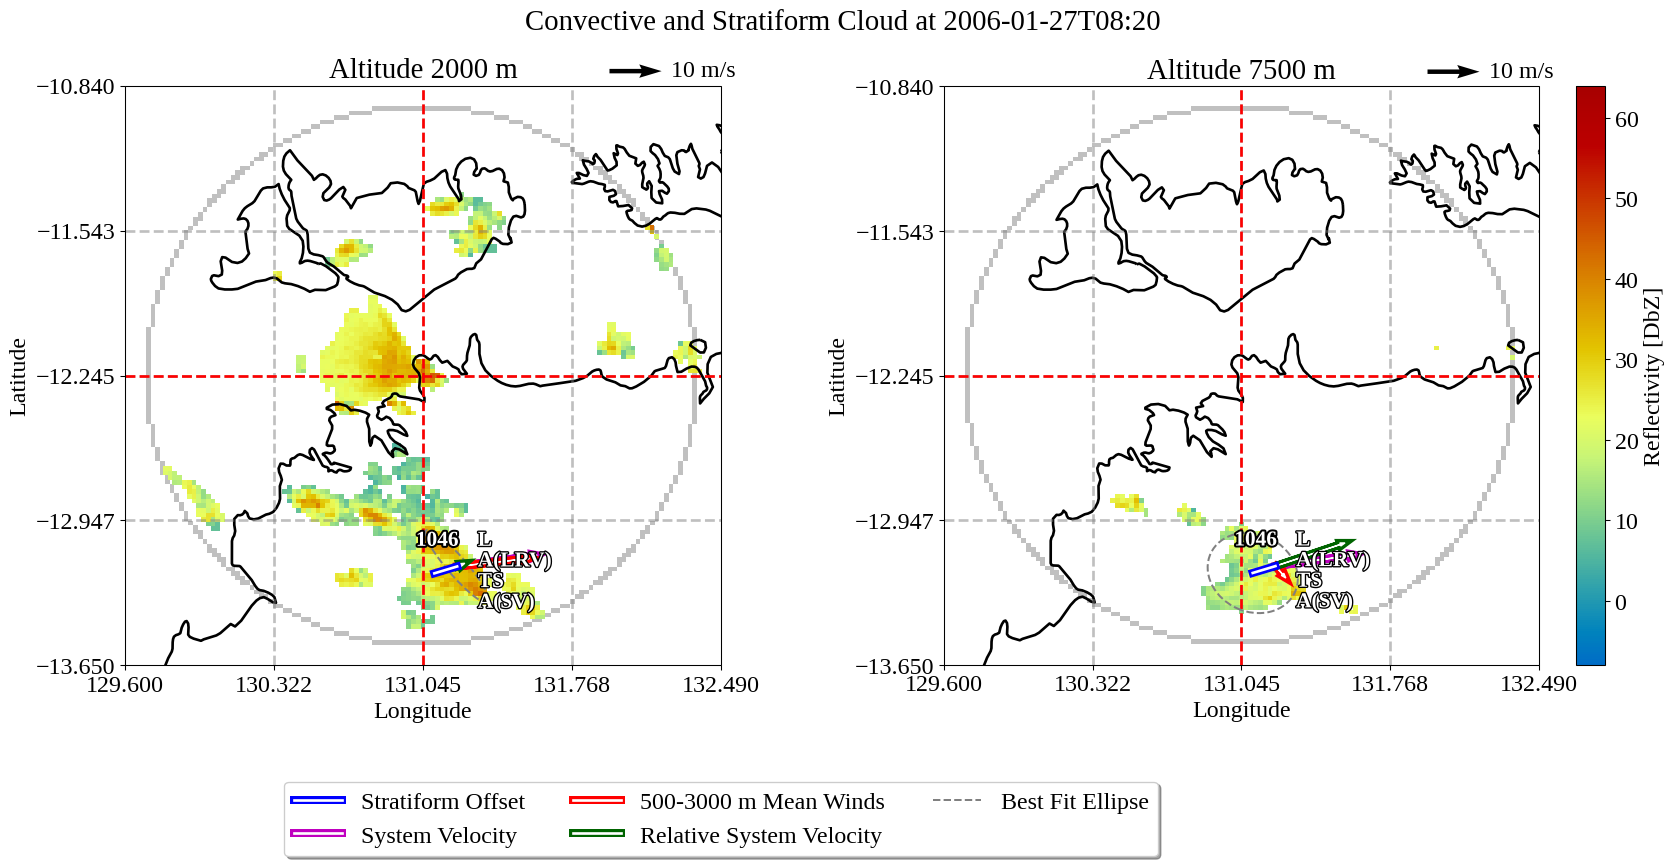 Convective and Stratiform Cloud at 2006-01-27T08:20
Altitude 2000 m
10 m/s
Altitude 7500 m
10 m/s
−10.840
−11.543
−12.245
−12.947
−13.650
Latitude
129.600
130.322
131.045
131.768
132.490
Longitude
1046
L
A(LRV)
TS
A(SV)
−10.840
−11.543
−12.245
−12.947
−13.650
Latitude
129.600
130.322
131.045
131.768
132.490
Longitude
1046
L
A(LRV)
TS
A(SV)
60
50
40
30
20
10
0
Reflectivity [DbZ]
Stratiform Offset
System Velocity
500-3000 m Mean Winds
Relative System Velocity
Best Fit Ellipse